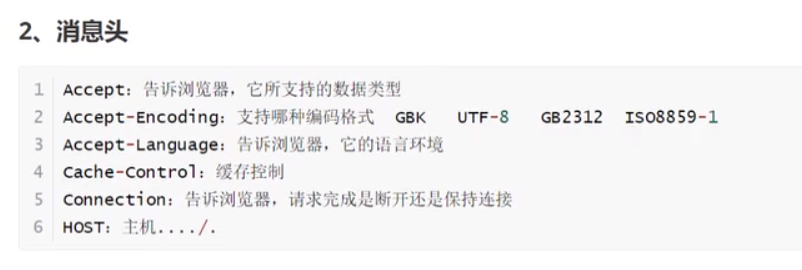 2、消息头
1 Accept：告诉浏览器，它所支持的数据类型
2 Accept-Encoding：支持哪种编码格式 GBK UTF-8 GB2312 ISO8859-1
3 Accept-Language：告诉浏览器，它的语言环境
4 Cache-Control：缓存控制
5 Connection：告诉浏览器，请求完成是断开还是保持连接
6 HOST：主机..../.